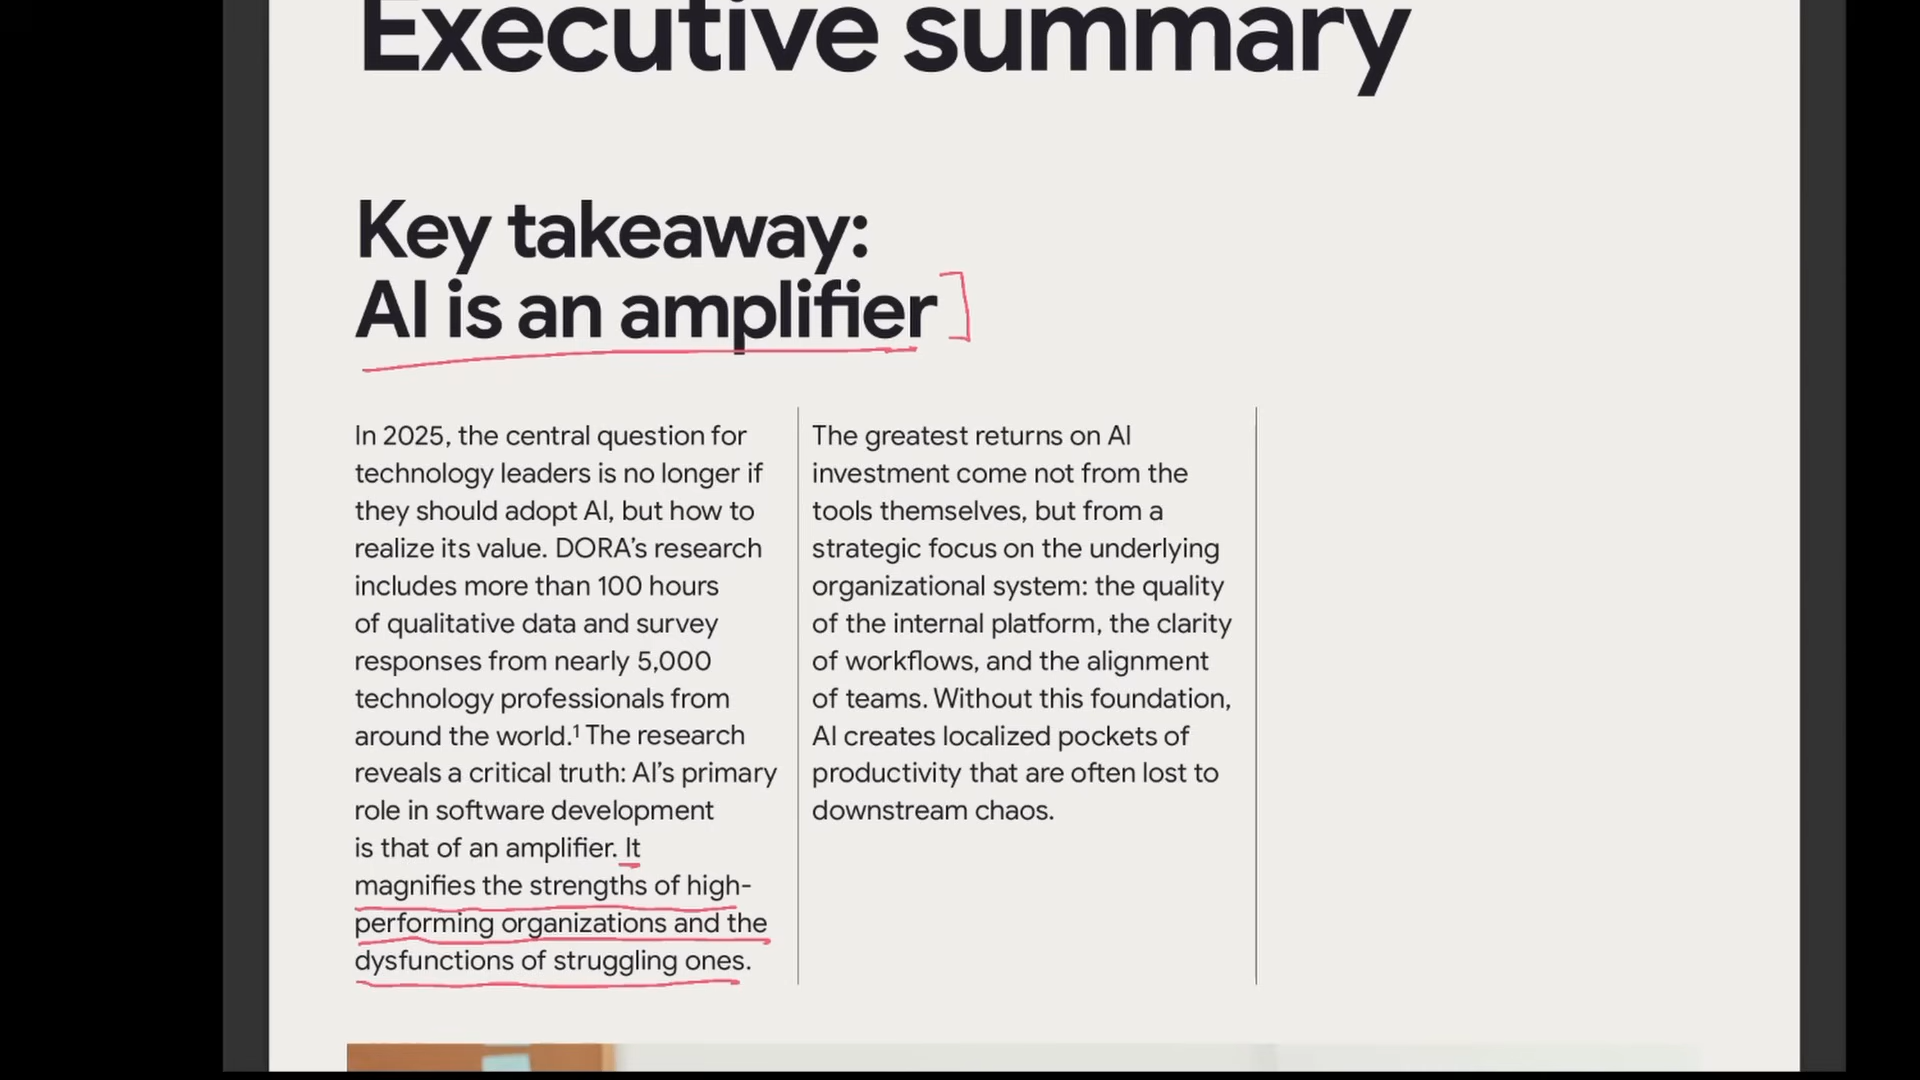 Executive summary
Key takeaway:
AI is an amplifier
In 2025, the central question for
technology leaders is no longer if
they should adopt AI, but how to
realize its value. DORA’s research
includes more than 100 hours
of qualitative data and survey
responses from nearly 5,000
technology professionals from
around the world.¹ The research
reveals a critical truth: AI’s primary
role in software development
is that of an amplifier. It
magnifies the strengths of high-
performing organizations and the
dysfunctions of struggling ones.
The greatest returns on AI
investment come not from the
tools themselves, but from a
strategic focus on the underlying
organizational system: the quality
of the internal platform, the clarity
of workflows, and the alignment
of teams. Without this foundation,
AI creates localized pockets of
productivity that are often lost to
downstream chaos.